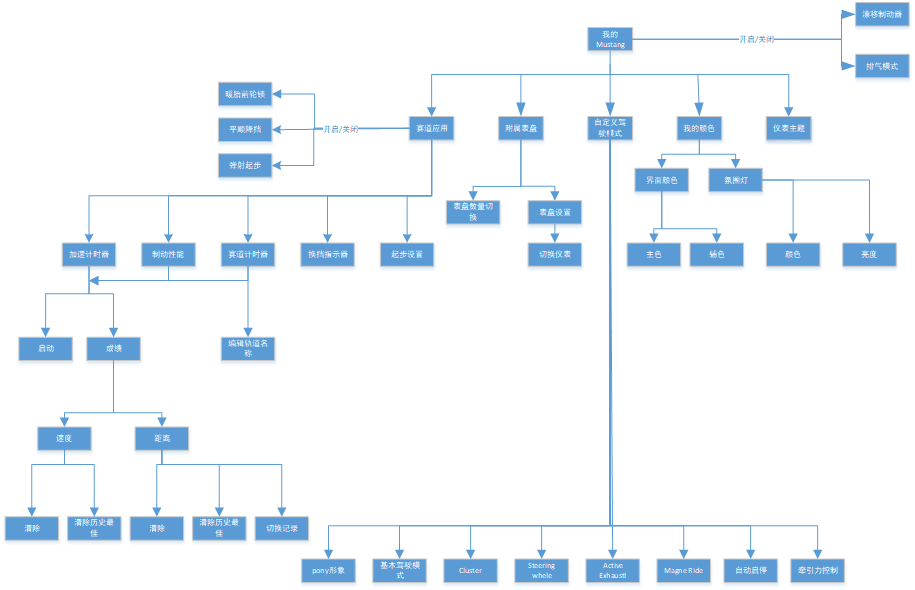 漂移制动器
我的
Mustang
开启/关闭
排气模式
暖胎前轮锁
平顺降挡
开启/关闭
弹射起步
赛道应用
附属表盘
自定义驾
驶模式
我的颜色
仪表主题
界面颜色
氛围灯
表盘数量切
换
表盘设置
加速计时器
制动性能
赛道计时器
换挡指示器
起步设置
切换仪表
主色
辅色
颜色
亮度
启动
成绩
编辑轨道名
称
速度
距离
清除
清除历史最
佳
清除
清除历史最
佳
切换记录
pony形象
基本驾驶模
式
Cluster
Steering
whele
Active
Exhaustl
Magne Ride
自动启停
牵引力控制